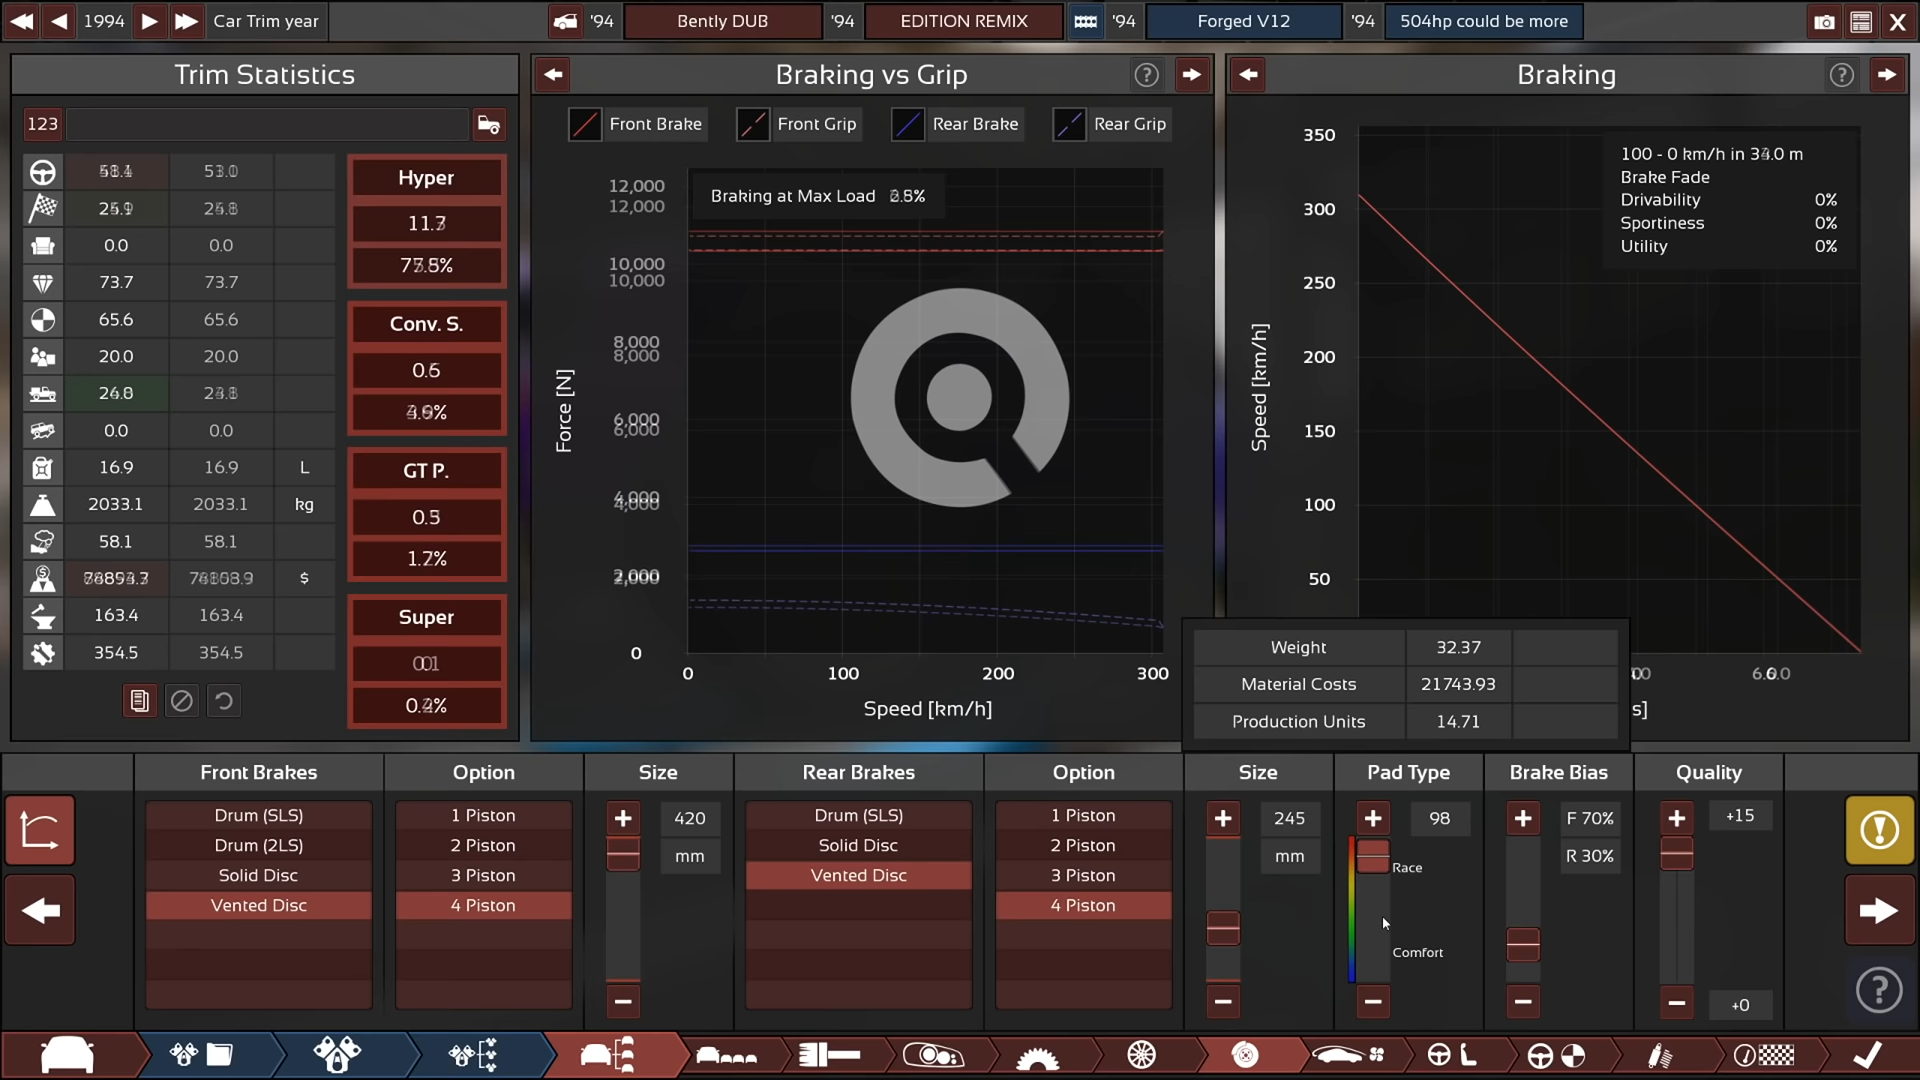 1994 Car Trim year '94 Bently DUB '94 EDITION REMIX '94 Forged V12 '94 504hp could be more
Trim Statistics
123
53.0
0.0 0.0
73.7 73.7
65.6 65.6
20.0 20.0
0.0 0.0
16.9 16.9 L
2033.1 2033.1 kg
58.1 58.1
$
163.4 163.4
354.5 354.5
Hyper
Conv. S.
GT P.
Super
Braking vs Grip
Front Brake Front Grip Rear Brake Rear Grip
Braking at Max Load
12,000
12,000
10,000
10,000
8,000
8,000
6,000
6,000
4,000
4,000
2,000
0
0 100 200 300
Force [N]
Speed [km/h]
Braking
350
300
250
200
150
100
50
Speed [km/h]
100 - 0 km/h in
Brake Fade
Drivability 0%
Sportiness 0%
Utility 0%
s]
Weight 32.37
Material Costs 21743.93
Production Units 14.71
Front Brakes
Drum (SLS)
Drum (2LS)
Solid Disc
Vented Disc
Option
1 Piston
2 Piston
3 Piston
4 Piston
Size
420
mm
Rear Brakes
Drum (SLS)
Solid Disc
Vented Disc
Option
1 Piston
2 Piston
3 Piston
4 Piston
Size
245
mm
Pad Type
98
Race
Comfort
Brake Bias
F 70%
R 30%
Quality
+15
+0